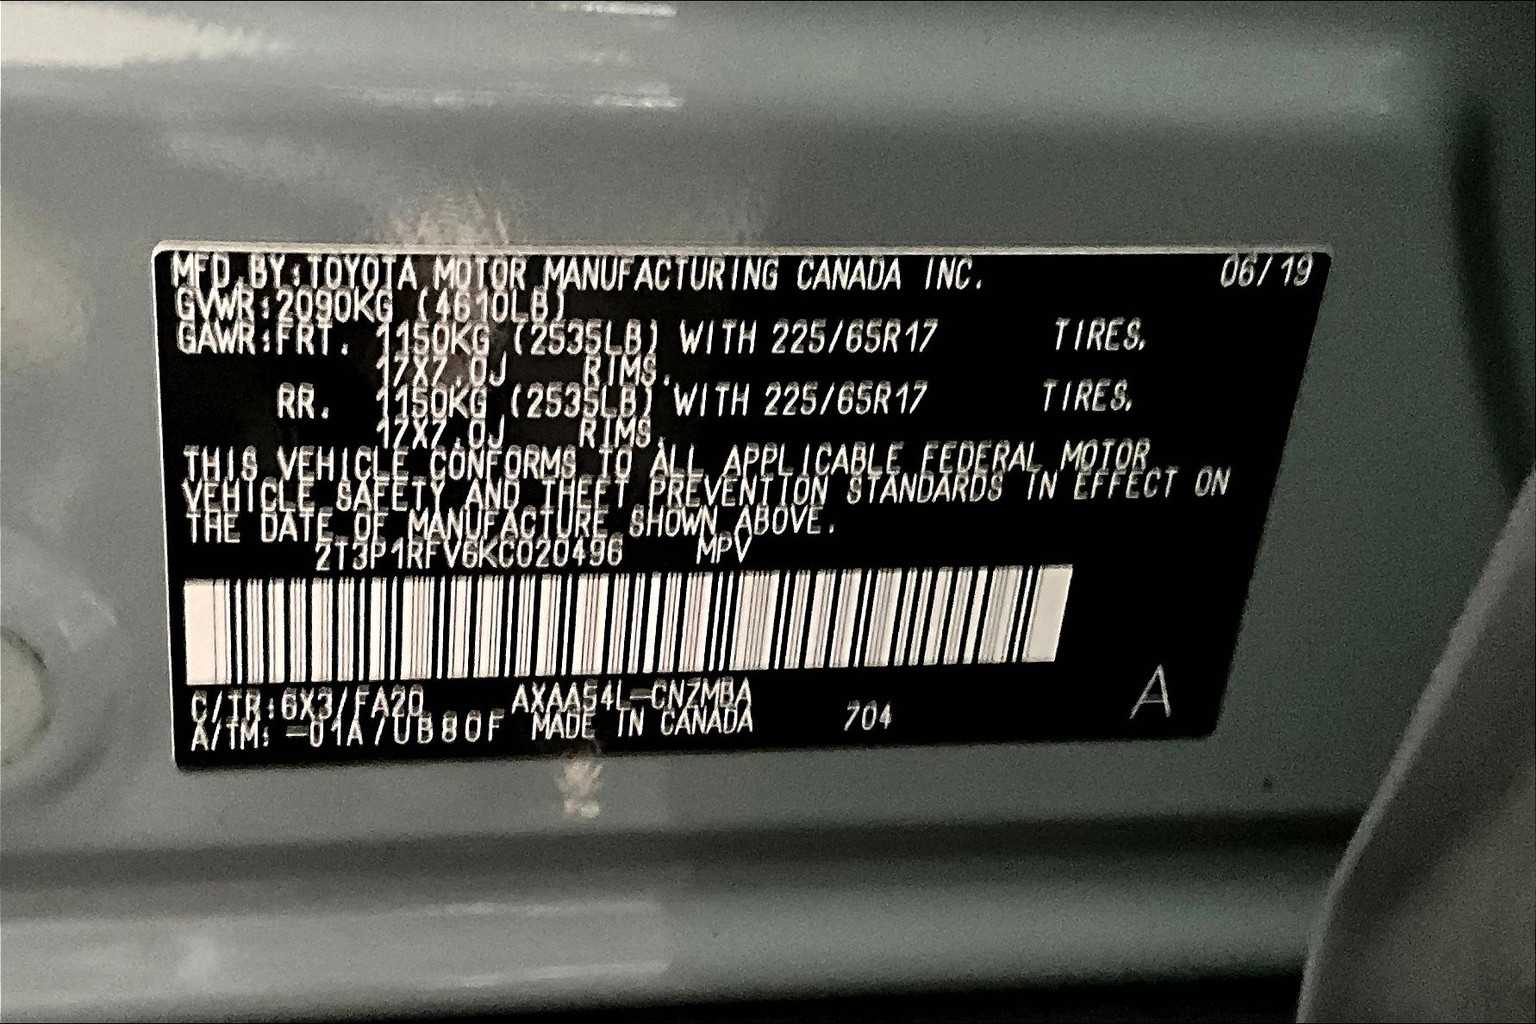 MFD.BY:TOYOTA MOTOR MANUFACTURING CANADA INC. 06/19
GVWR:2090KG (4610LB)
GAWR:FRT. 1150KG (2535LB) WITH 225/65R17 TIRES,
17X7.0J RIMS.
RR. 1150KG (2535LB) WITH 225/65R17 TIRES,
17X7.0J RIMS.
THIS VEHICLE CONFORMS TO ALL APPLICABLE FEDERAL MOTOR
VEHICLE SAFETY AND THEFT PREVENTION STANDARDS IN EFFECT ON
THE DATE OF MANUFACTURE SHOWN ABOVE.
2T3P1RFV6KC020496 MPV
C/TR:6X3/FA20 AXAA54L-CNZMBA
A/TM: -01A/UB80F MADE IN CANADA 704 A